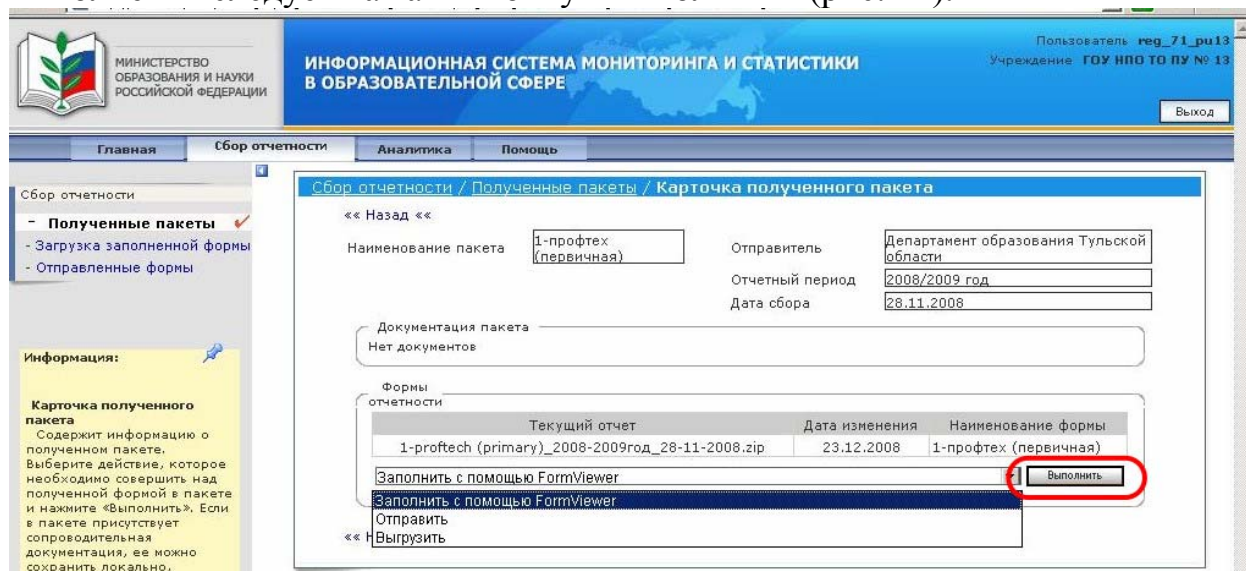 МИНИСТЕРСТВО
ОБРАЗОВАНИЯ И НАУКИ
РОССИЙСКОЙ ФЕДЕРАЦИИ
ИНФОРМАЦИОННАЯ СИСТЕМА МОНИТОРИНГА И СТАТИСТИКИ
В ОБРАЗОВАТЕЛЬНОЙ СФЕРЕ
Пользователь reg_71_pu13
Учреждение ГОУ НПО ТО ПУ № 13
Выход
Главная Сбор отчетности Аналитика Помощь
Сбор отчетности
- Полученные пакеты
- Загрузка заполненной формы
- Отправленные формы
Информация:
Карточка полученного
пакета
Содержит информацию о
полученном пакете.
Выберите действие, которое
необходимо совершить над
полученной формой в пакете
и нажмите «Выполнить». Если
в пакете присутствует
сопроводительная
документация, ее можно
сохранить локально.
Сбор отчетности / Полученные пакеты / Карточка полученного пакета
«« Назад ««
Наименование пакета 1-профтех (первичная)
Отправитель Департамент образования Тульской области
Отчетный период 2008/2009 год
Дата сбора 28.11.2008
Документация пакета
Нет документов
Формы
отчетности
Текущий отчет Дата изменения Наименование формы
1-proftech (primary)_2008-2009год_28-11-2008.zip 23.12.2008 1-профтех (первичная)
Заполнить с помощью FormViewer Выполнить
Заполнить с помощью FormViewer
Отправить
Выгрузить
«« Н